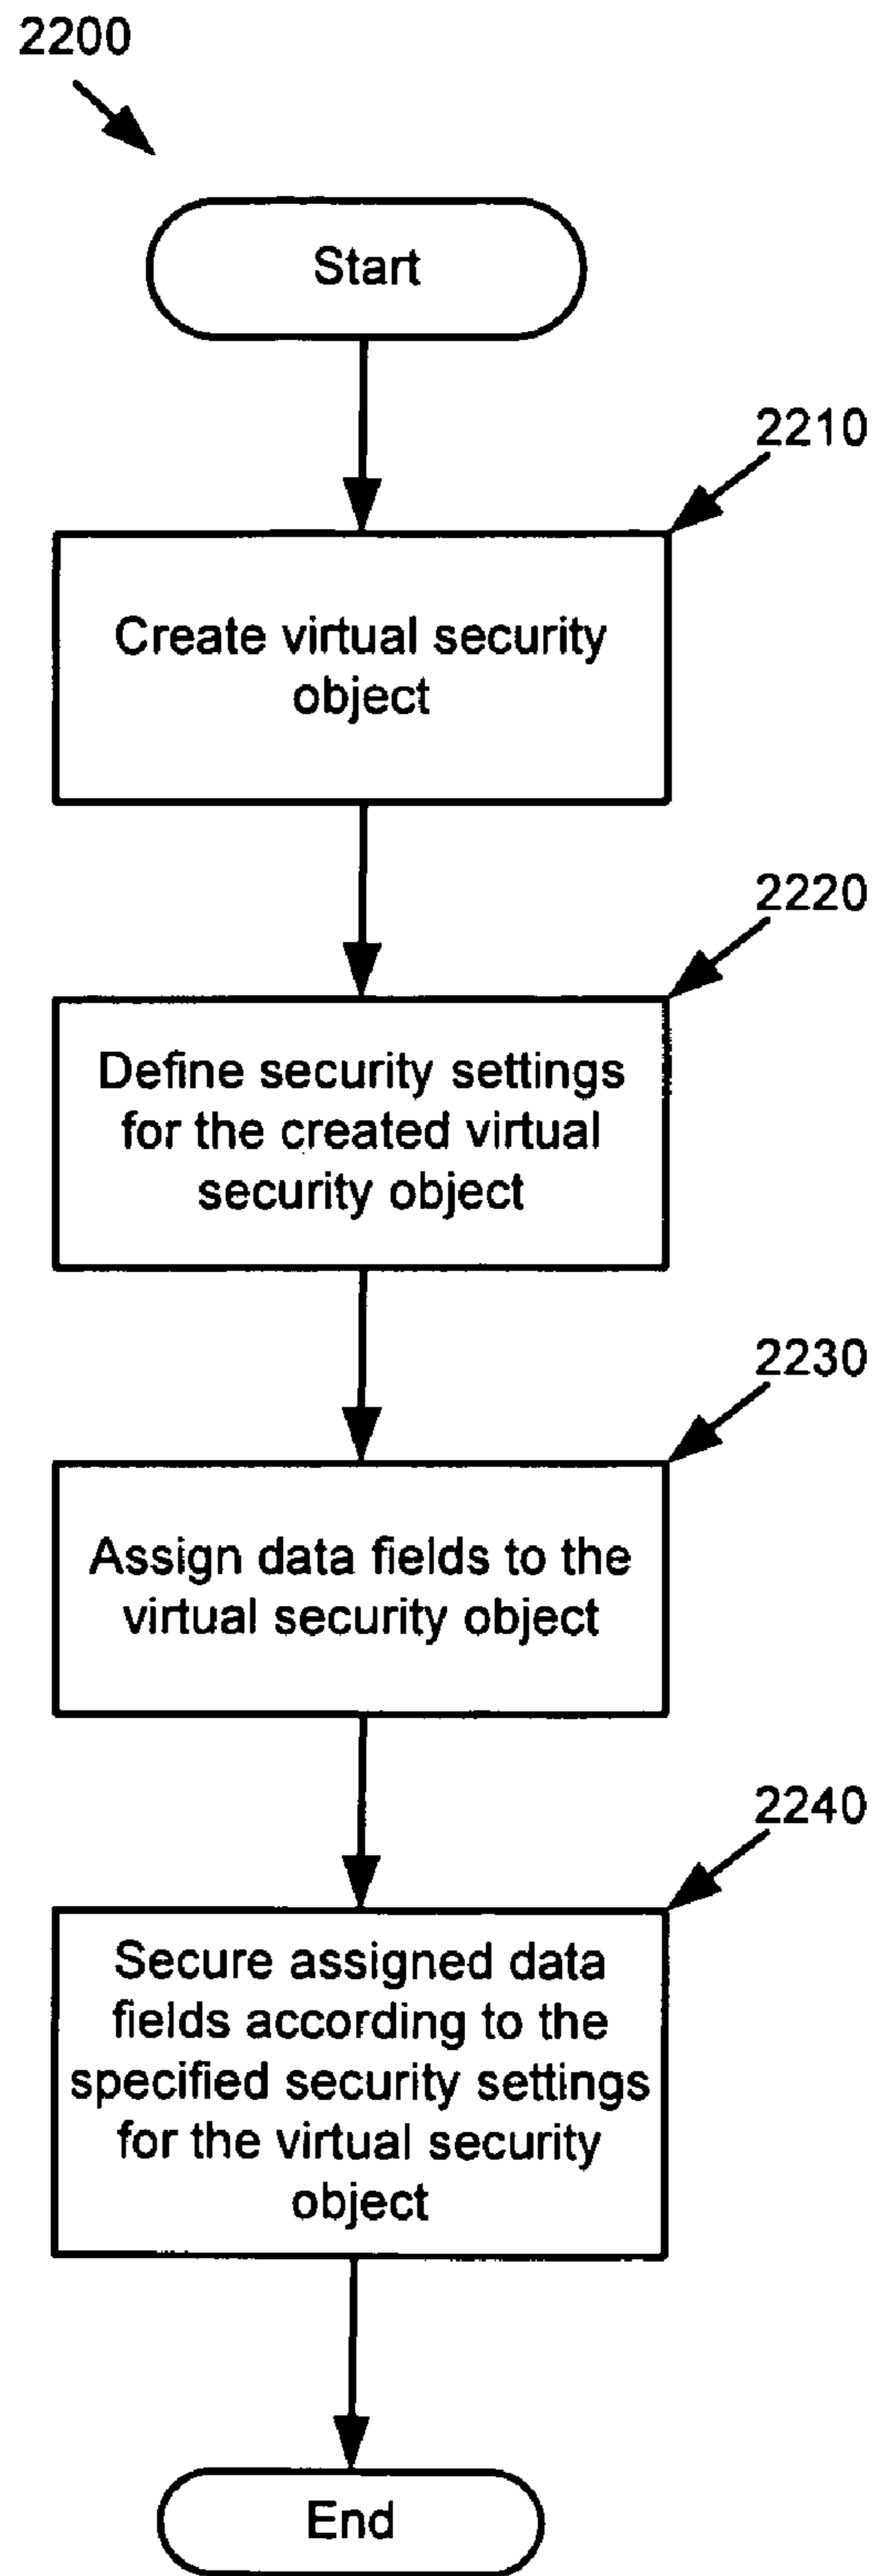 2200
Start
2210
Create virtual security
object
2220
Define security settings
for the created virtual
security object
2230
Assign data fields to the
virtual security object
2240
Secure assigned data
fields according to the
specified security settings
for the virtual security
object
End